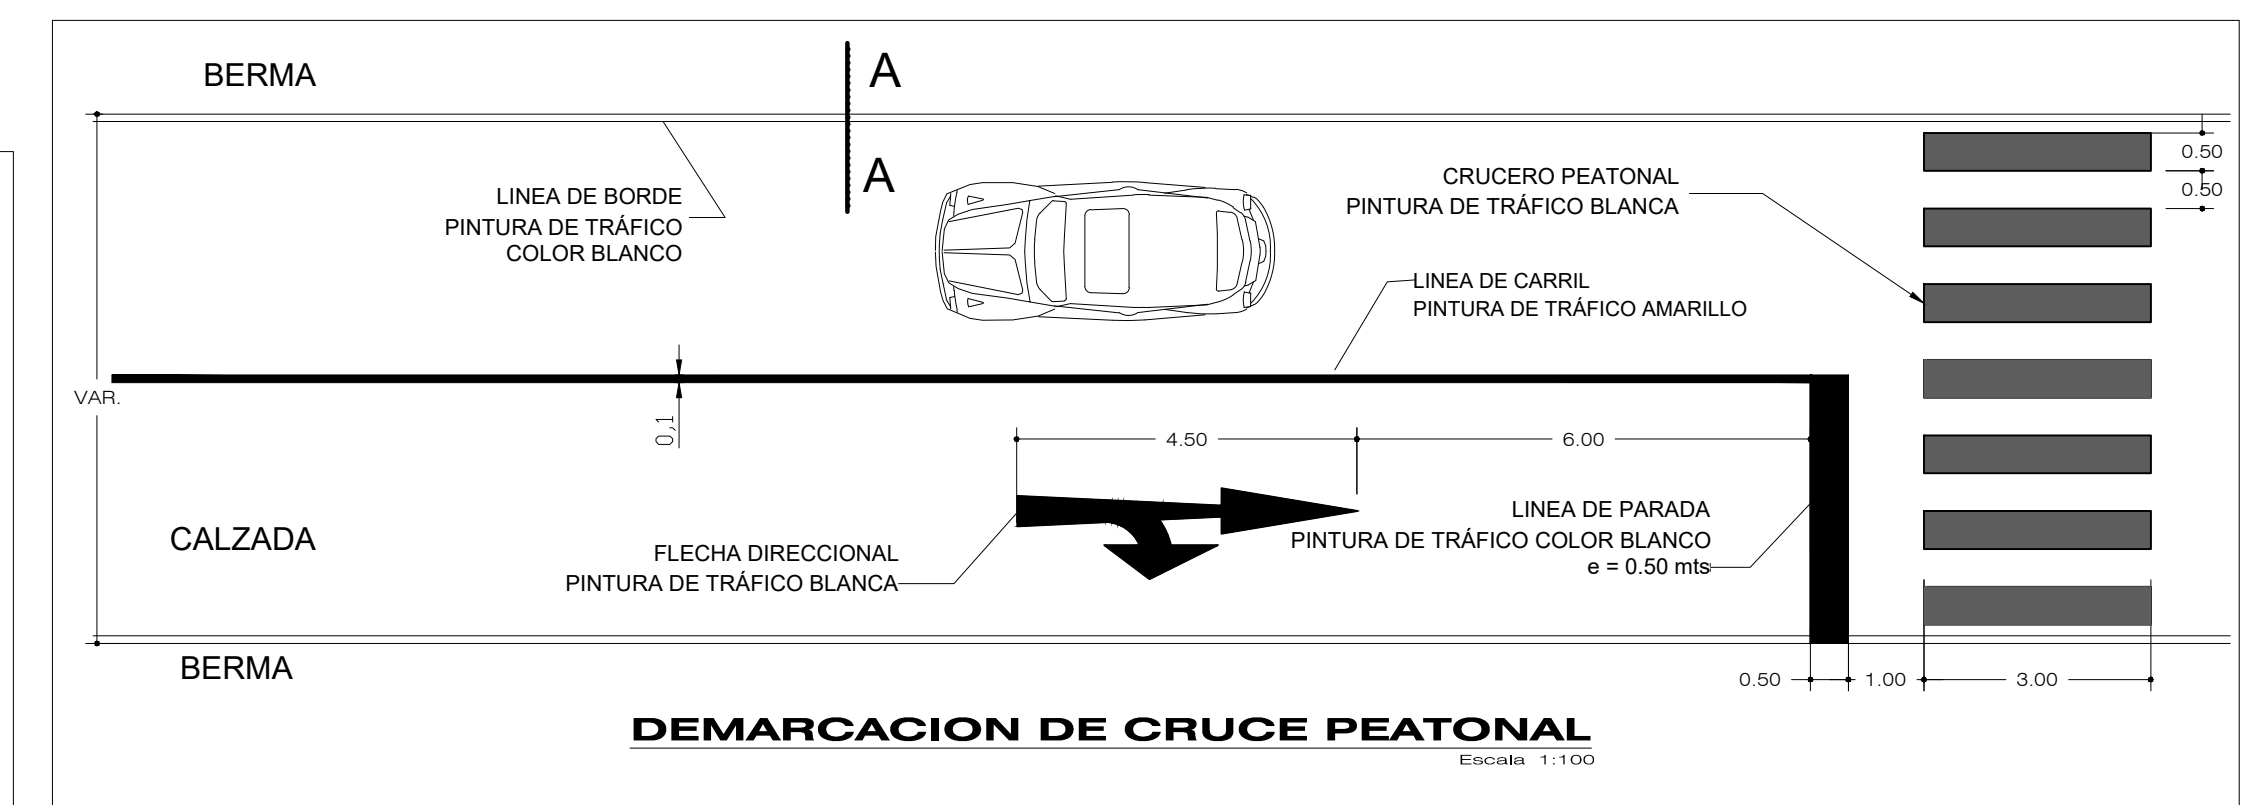 BERMA
A
A
LINEA DE BORDE
PINTURA DE TRÁFICO
COLOR BLANCO
CRUCERO PEATONAL
PINTURA DE TRÁFICO BLANCA
0.50
0.50
LINEA DE CARRIL
PINTURA DE TRÁFICO AMARILLO
VAR.
0,1
4.50
6.00
CALZADA
FLECHA DIRECCIONAL
PINTURA DE TRÁFICO BLANCA
LINEA DE PARADA
PINTURA DE TRÁFICO COLOR BLANCO
e = 0.50 mts
BERMA
0.50
1.00
3.00
DEMARCACION DE CRUCE PEATONAL
Escala 1:100